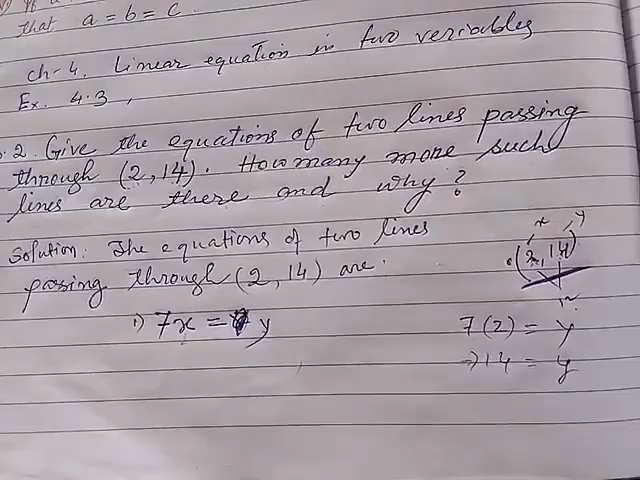 that a = b = c.
ch-4, Linear equation in two veriables
Ex. 4.3,
2. Give the equations of two lines passing
through (2, 14). How many more such
lines are there and why?
Solution: The equations of two lines
passing through (2, 14) are.
x y
(2, 14)
i) 7x = y
7(2) = y
⇒ 14 = y